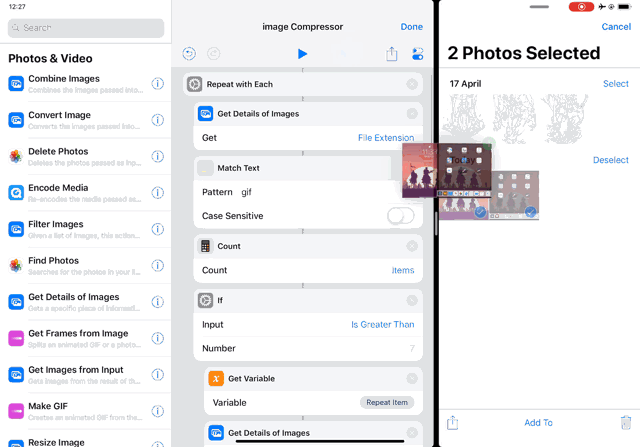 12:27
Search
Photos & Video
Combine Images
Combines the images passed into...
Convert Image
Converts the images passed into...
Delete Photos
Deletes the photos passed as inp...
Encode Media
Re-encodes the media passed as...
Filter Images
Given a list of images, this action...
Find Photos
Searches for the photos in your li...
Get Details of Images
Gets a specific piece of informati...
Get Frames from Image
Splits an animated GIF or a photo...
Get Images from Input
Gets images from the result of th...
Make GIF
Creates an animated GIF from the...
Resize Image
image Compressor
Done
Repeat with Each
Get Details of Images
Get File Extension
Match Text
Pattern gif
Case Sensitive
Count
Count Items
If
Input Is Greater Than
Number 7
Get Variable
Variable Repeat Item
Get Details of Images
Cancel
2 Photos Selected
17 April Select
Deselect
Add To